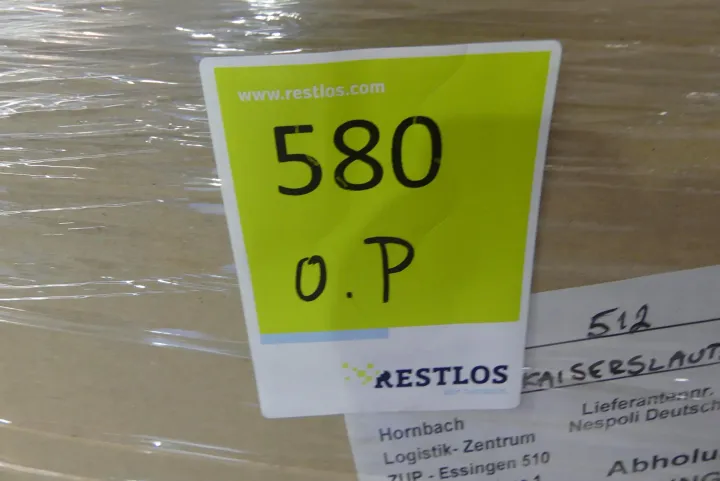 www.restlos.com
580
O.P
RESTLOS
512
KAISERSLAUT
Lieferantennr.
Nespoli Deutsch
Hornbach
Logistik- Zentrum
ZUP - Essingen 510
Abholu